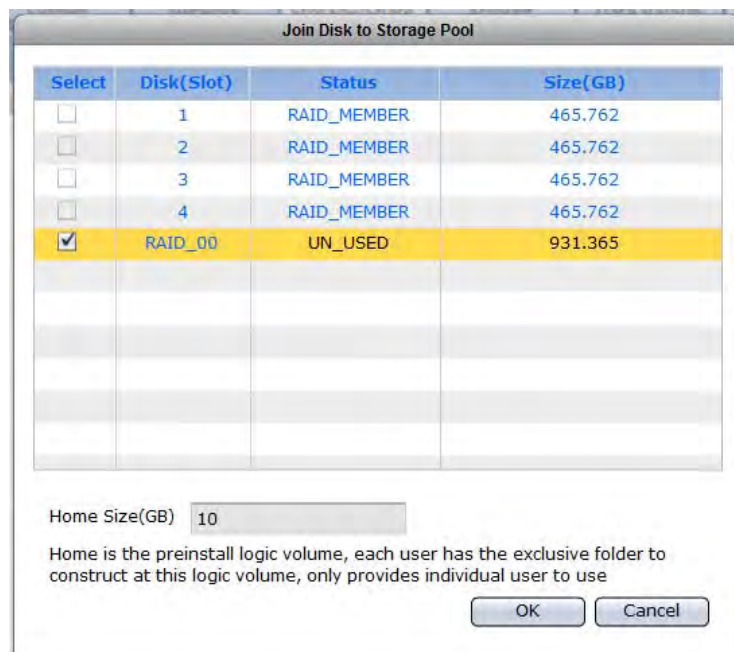 Join Disk to Storage Pool
Select Disk(Slot) Status Size(GB)
1 RAID_MEMBER 465.762
2 RAID_MEMBER 465.762
3 RAID_MEMBER 465.762
4 RAID_MEMBER 465.762
RAID_00 UN_USED 931.365
Home Size(GB) 10
Home is the preinstall logic volume, each user has the exclusive folder to
construct at this logic volume, only provides individual user to use
OK Cancel